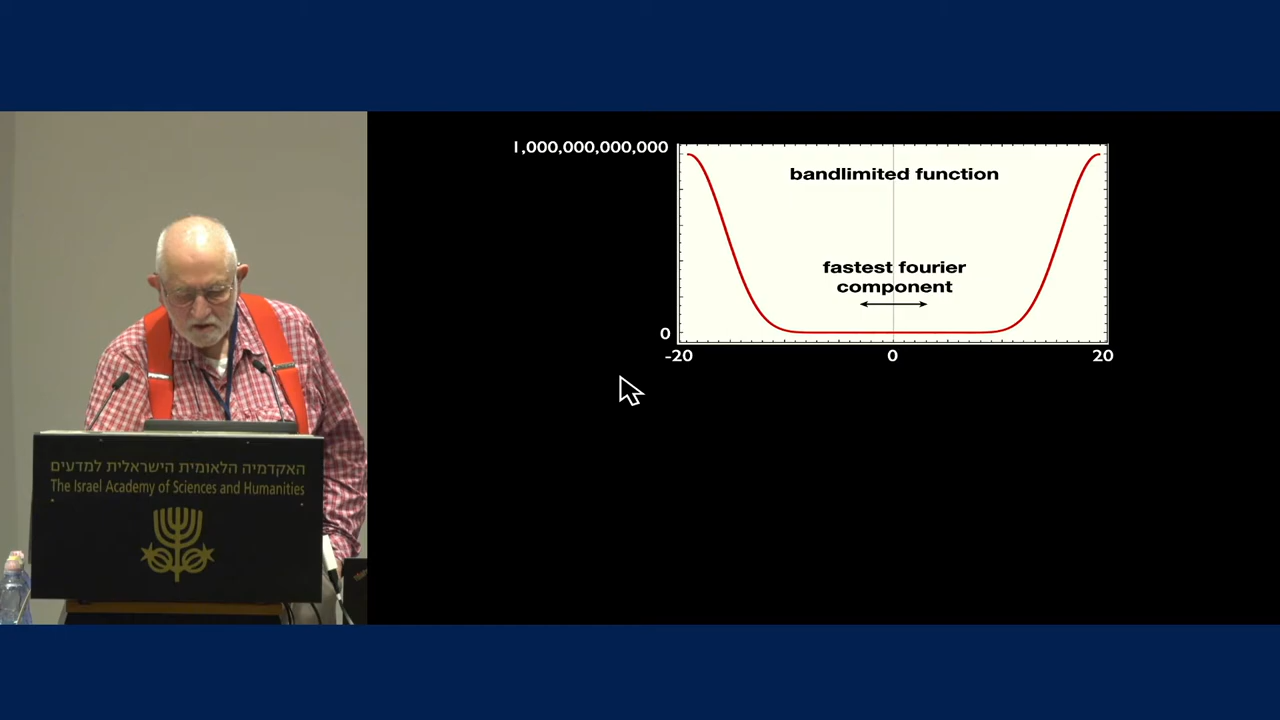 האקדמיה הלאומית הישראלית למדעים
The Israel Academy of Sciences and Humanities
1,000,000,000,000
bandlimited function
fastest fourier
component
0
-20
0
20